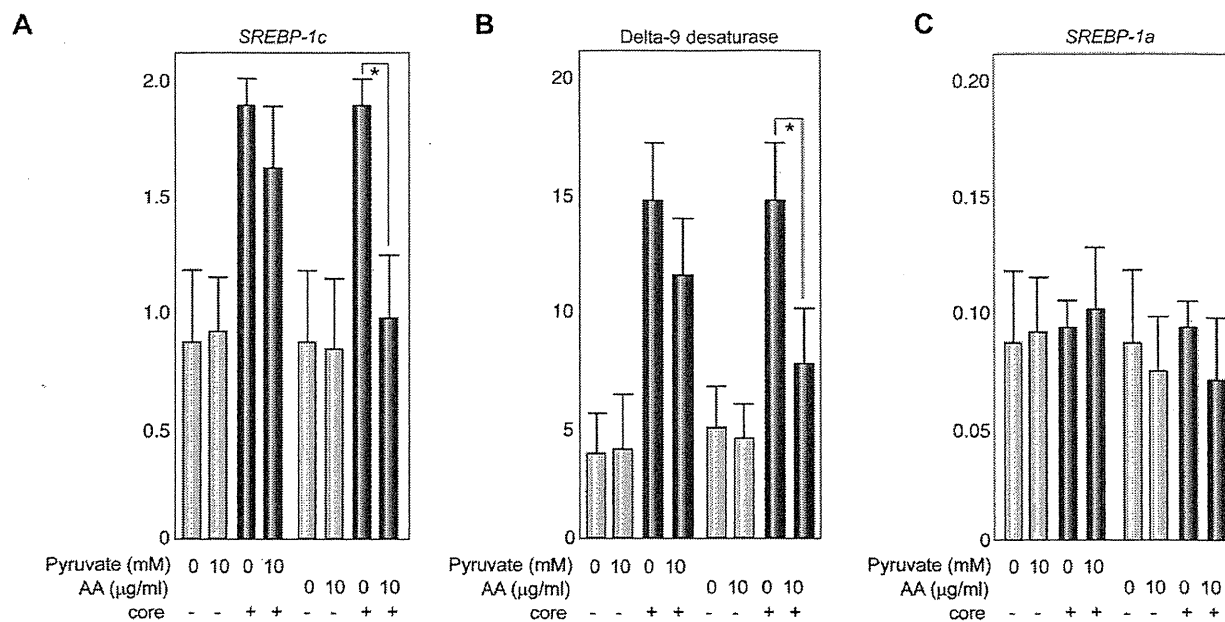 A
SREBP-1c
2.0
1.5
1.0
0.5
0
*
Pyruvate (mM) 0 10 0 10
AA (μg/ml) 0 10 0 10
core - - + + - - + +
B
Delta-9 desaturase
20
15
10
5
0
*
Pyruvate (mM) 0 10 0 10
AA (μg/ml) 0 10 0 10
core - - + + - - + +
C
SREBP-1a
0.20
0.15
0.10
0.05
0
Pyruvate (mM) 0 10 0 10
AA (μg/ml) 0 10 0 10
core - - + + - - + +